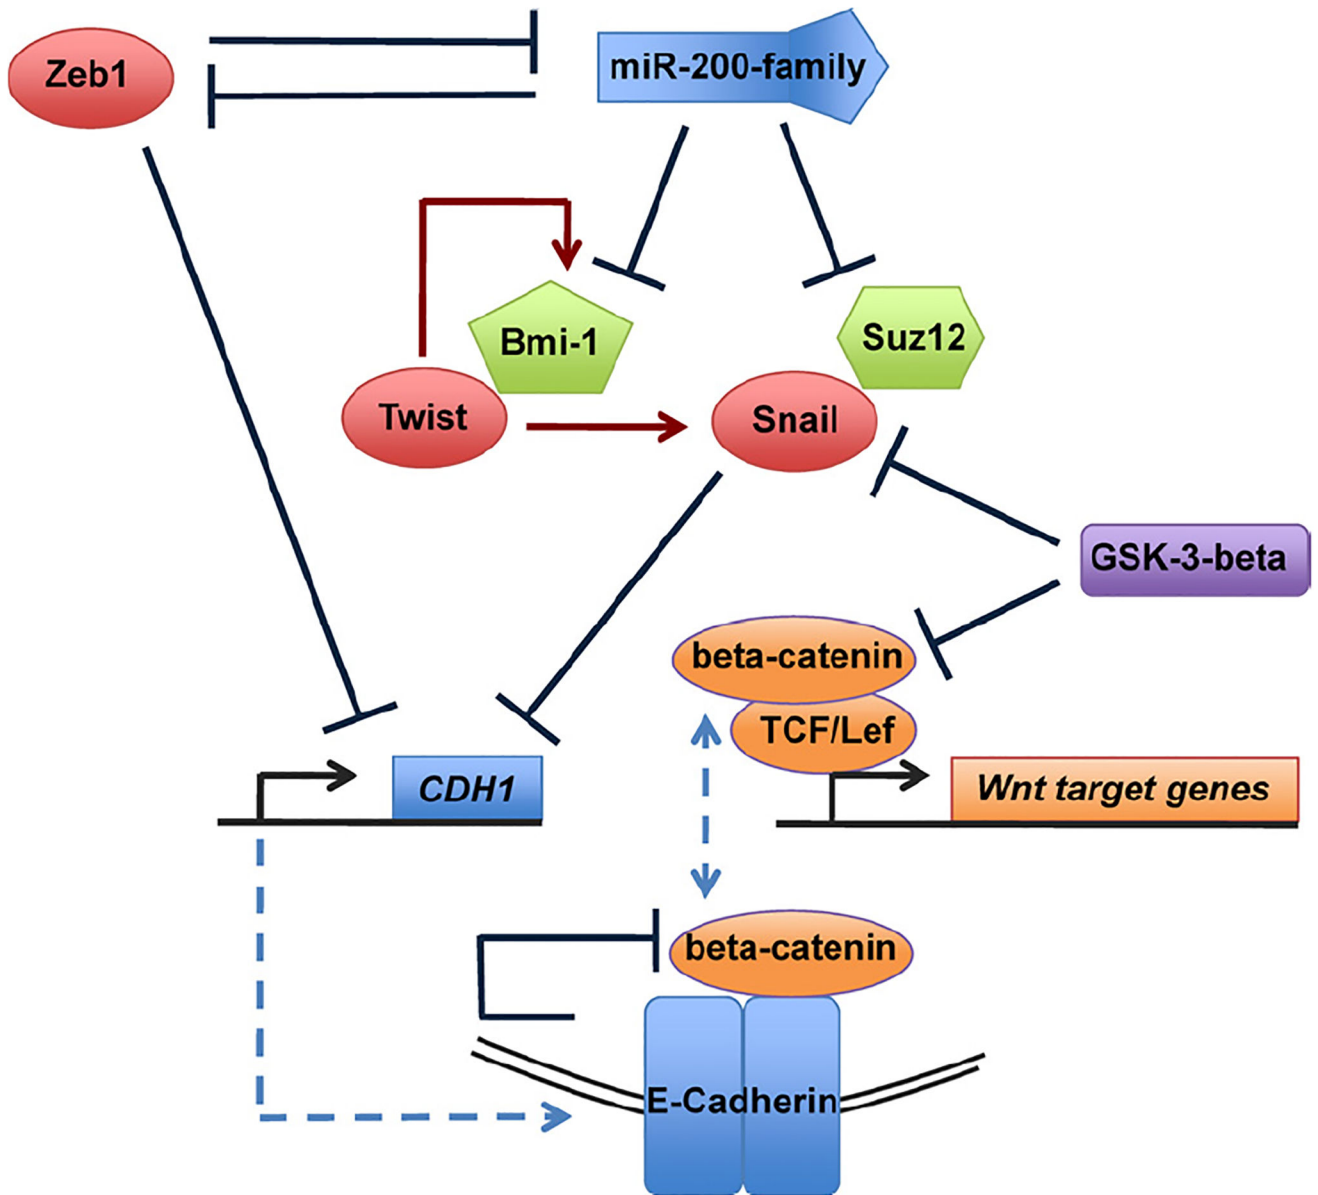 Zeb1
miR-200-family
Bmi-1
Suz12
Twist
Snail
GSK-3-beta
beta-catenin
TCF/Lef
CDH1
Wnt target genes
beta-catenin
E-Cadherin